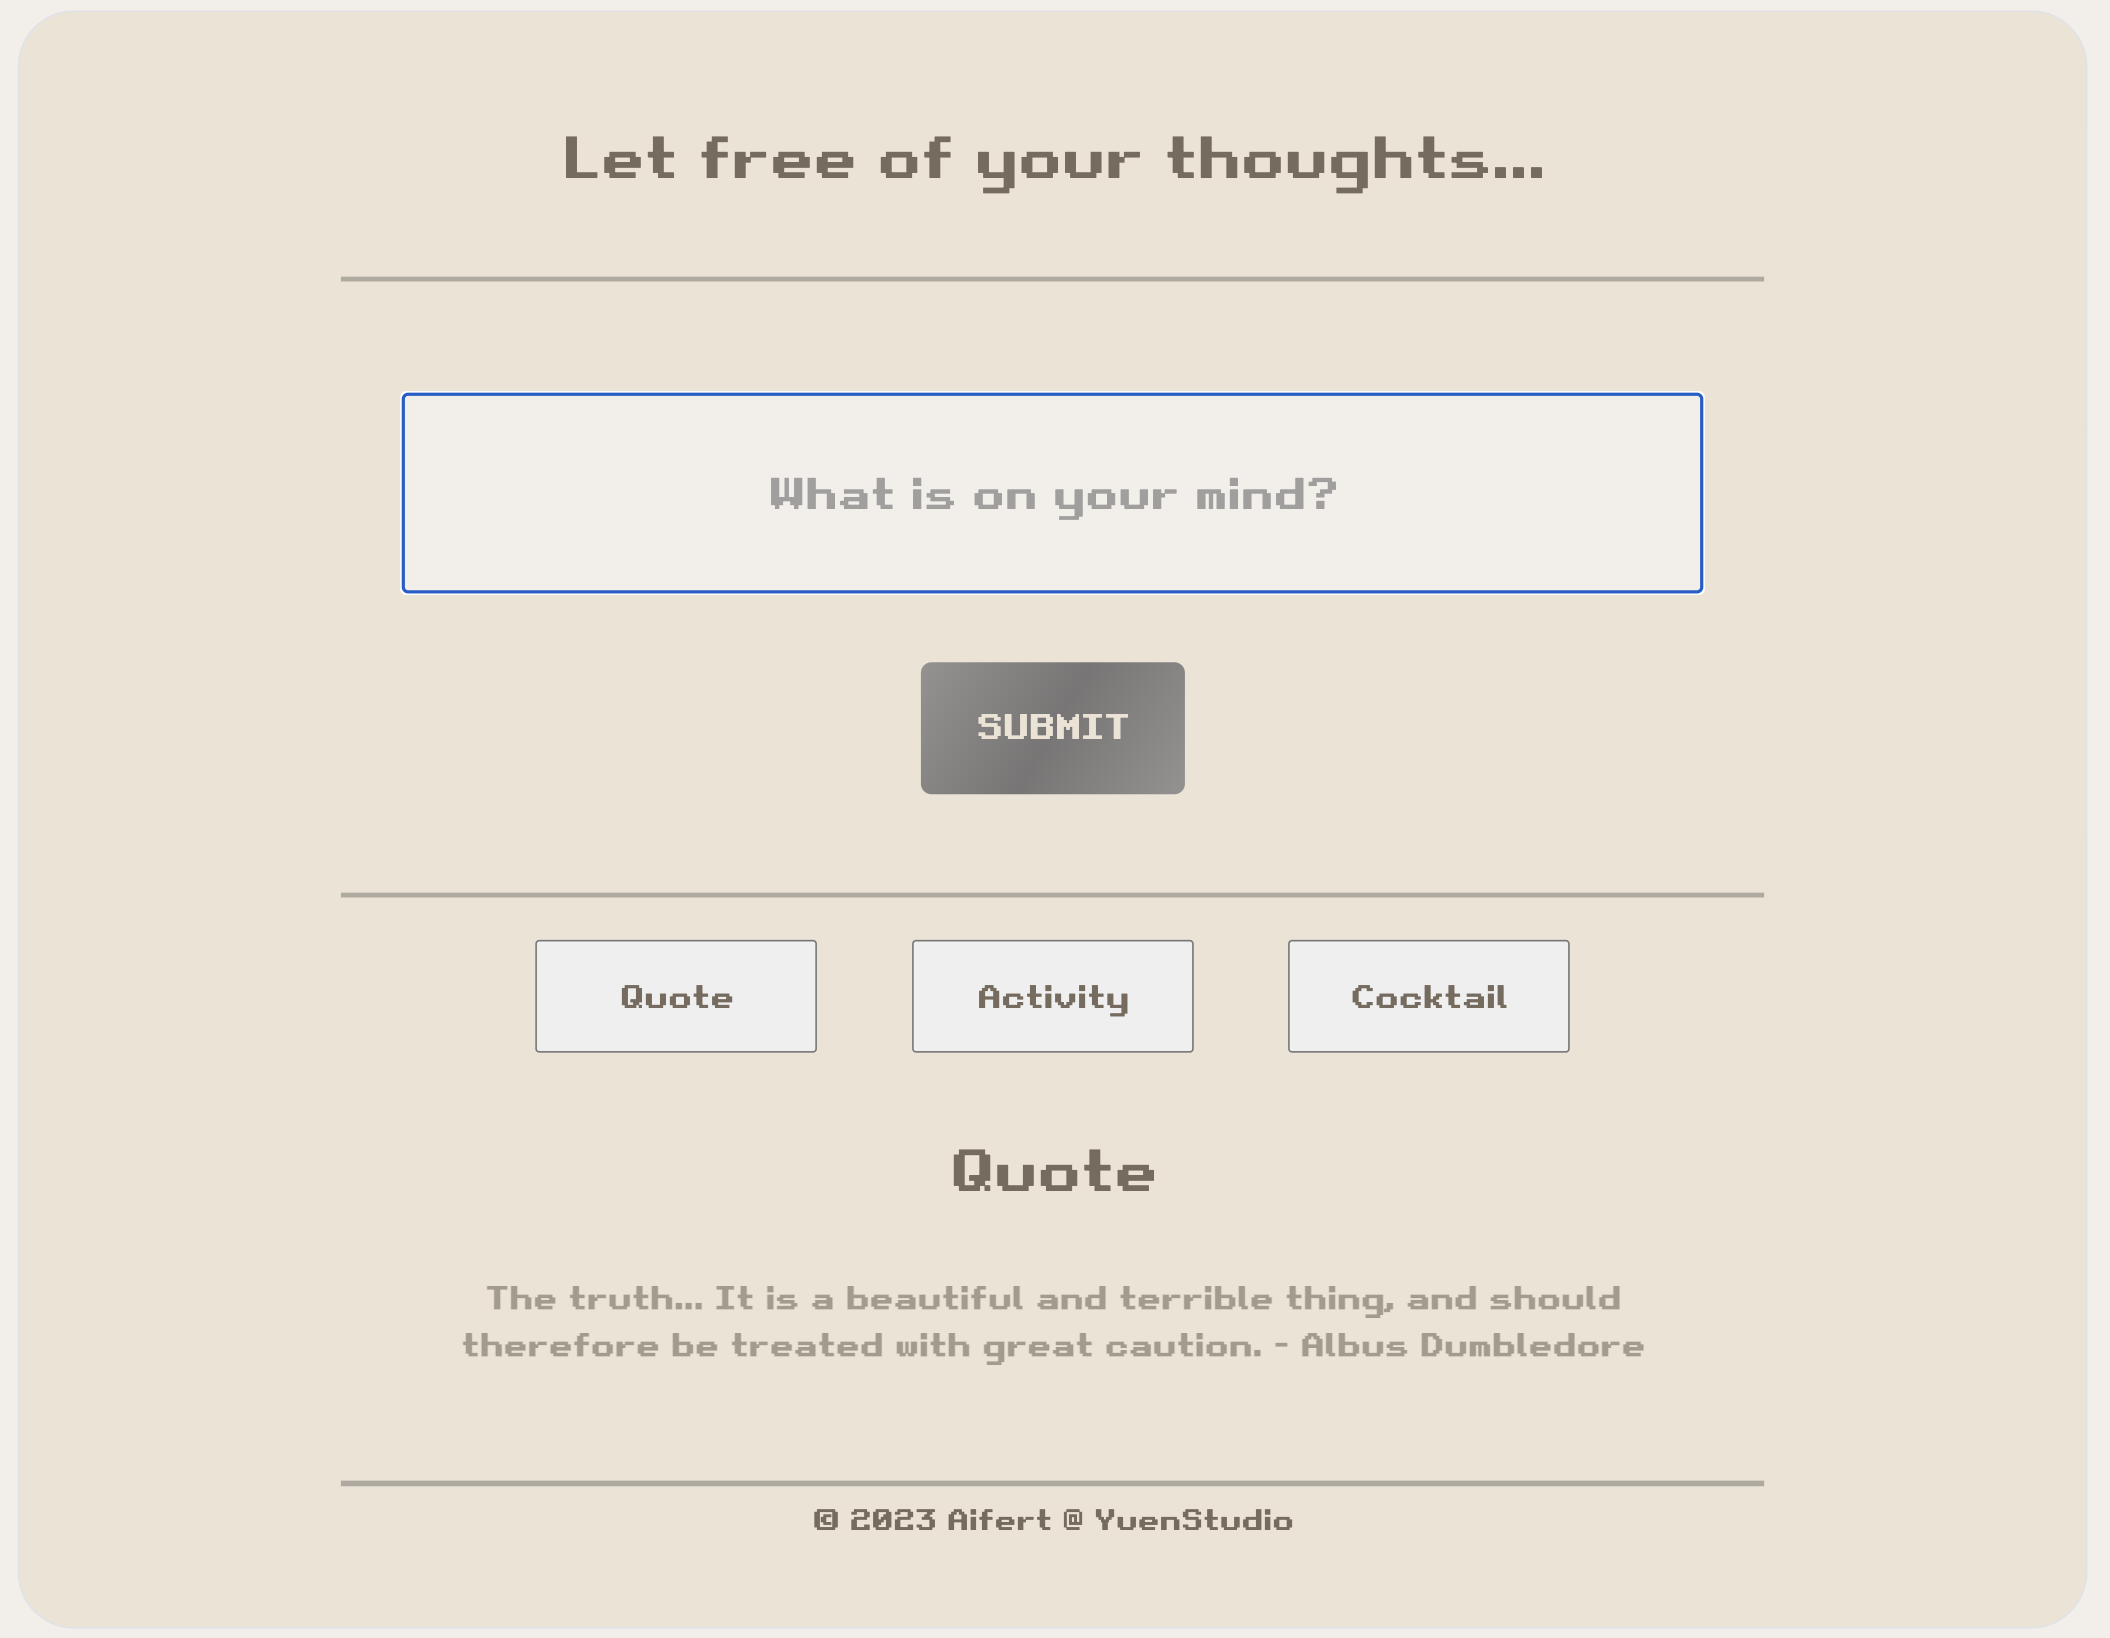 Let free of your thoughts...
What is on your mind?
SUBMIT
Quote
Activity
Cocktail
Quote
The truth... It is a beautiful and terrible thing, and should
therefore be treated with great caution. - Albus Dumbledore
© 2023 Aifert @ YuenStudio